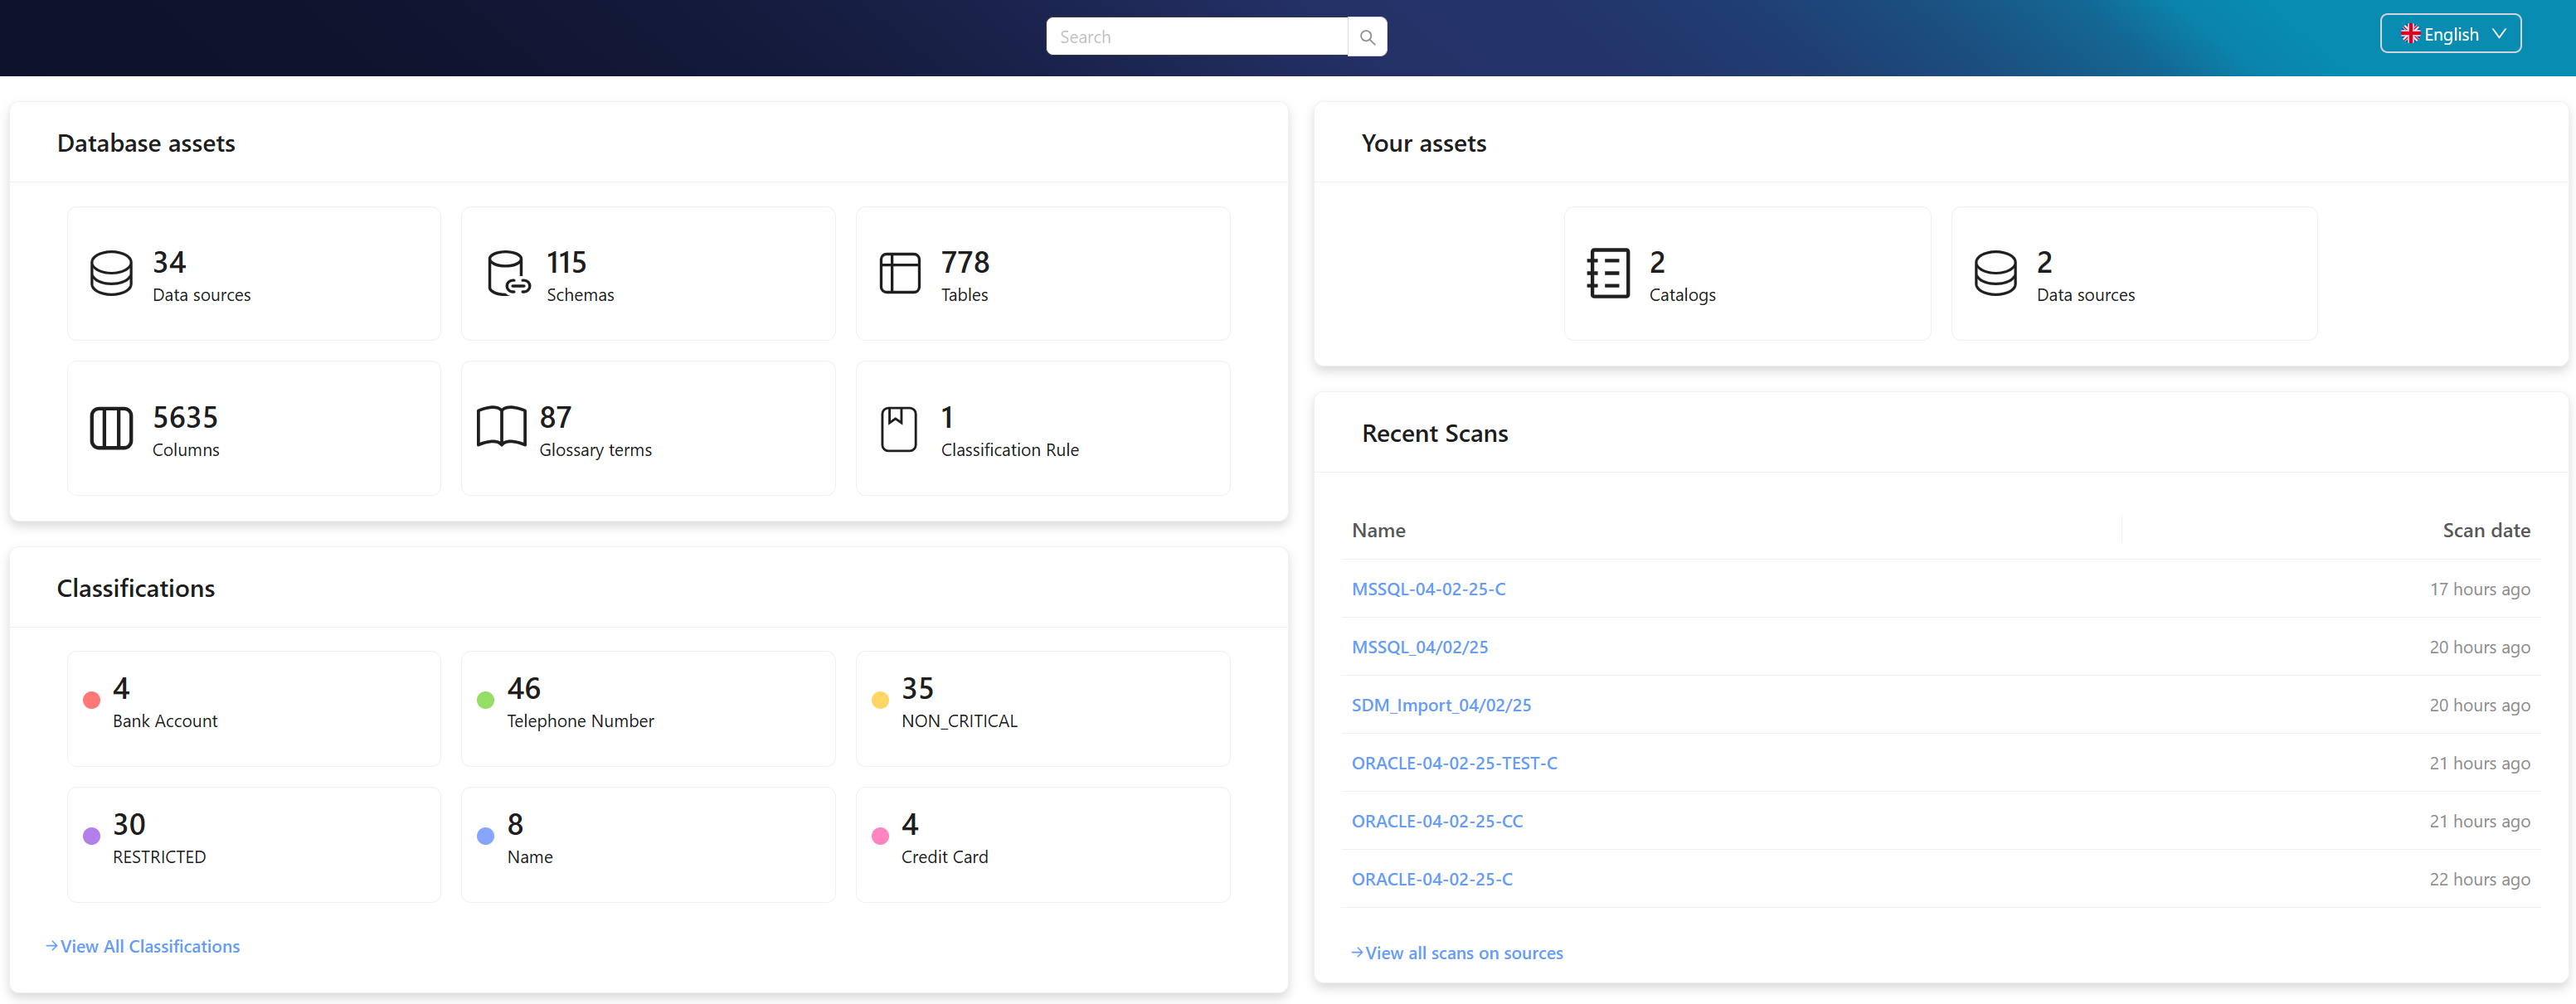 Search
English
Database assets
34
Data sources
115
Schemas
778
Tables
5635
Columns
87
Glossary terms
1
Classification Rule
Classifications
4
Bank Account
46
Telephone Number
35
NON_CRITICAL
30
RESTRICTED
8
Name
4
Credit Card
View All Classifications
Your assets
2
Catalogs
2
Data sources
Recent Scans
Name Scan date
MSSQL-04-02-25-C 17 hours ago
MSSQL_04/02/25 20 hours ago
SDM_Import_04/02/25 20 hours ago
ORACLE-04-02-25-TEST-C 21 hours ago
ORACLE-04-02-25-CC 21 hours ago
ORACLE-04-02-25-C 22 hours ago
View all scans on sources